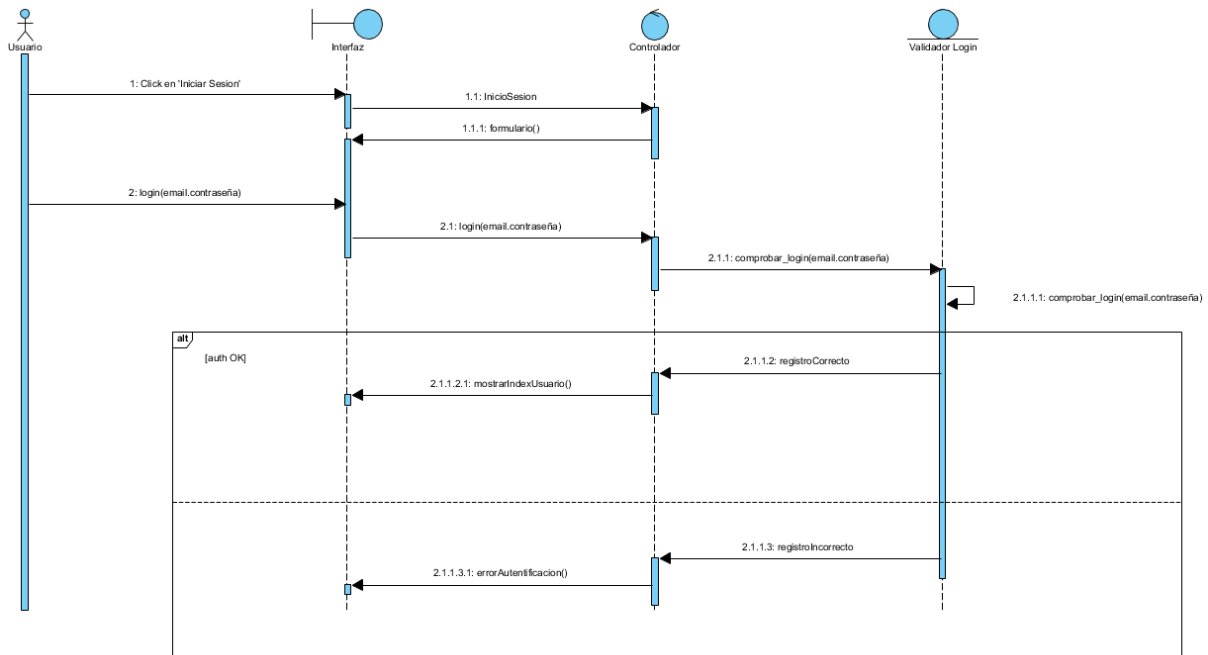 Usuario
Interfaz
Controlador
Validador Login
1: Click en 'Iniciar Sesion'
1.1: InicioSesion
1.1.1: formulario()
2: login(email.contraseña)
2.1: login(email.contraseña)
2.1.1: comprobar_login(email.contraseña)
2.1.1.1: comprobar_login(email.contraseña)
alt
[auth OK]
2.1.1.2: registroCorrecto
2.1.1.2.1: mostrarIndexUsuario()
2.1.1.3: registroIncorrecto
2.1.1.3.1: errorAutentificacion()